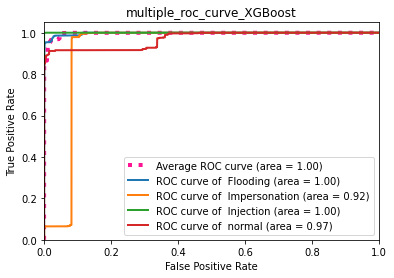 multiple_roc_curve_XGBoost
True Positive Rate
1.0
0.8
0.6
0.4
0.2
0.0
Average ROC curve (area = 1.00)
ROC curve of  Flooding (area = 1.00)
ROC curve of  Impersonation (area = 0.92)
ROC curve of  Injection (area = 1.00)
ROC curve of  normal (area = 0.97)
0.0 0.2 0.4 0.6 0.8 1.0
False Positive Rate